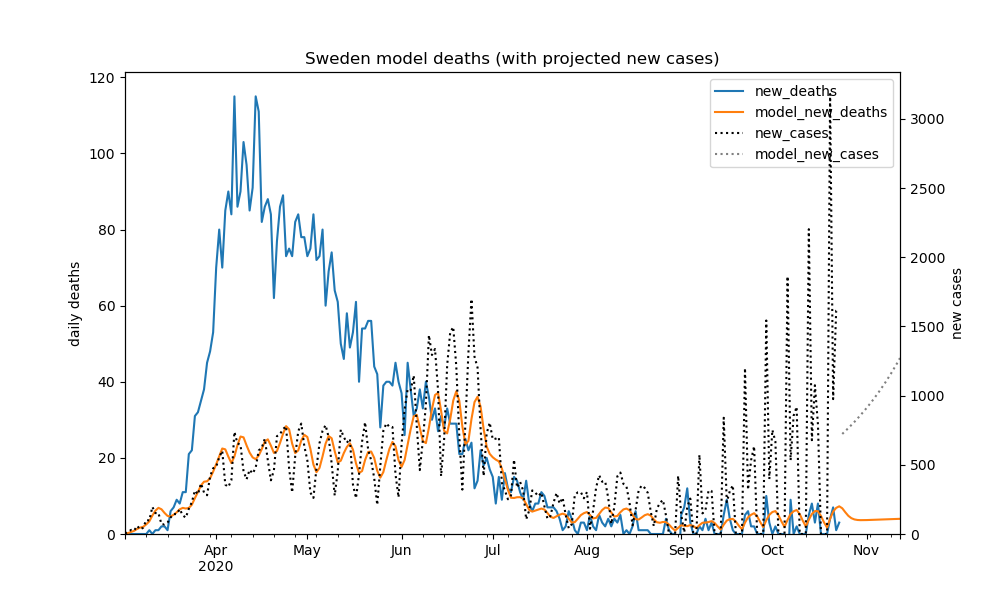 Sweden model deaths (with projected new cases)
120
100
80
60
40
20
0
daily deaths
new_deaths
model_new_deaths
new_cases
model_new_cases
3000
2500
2000
1500
1000
500
0
new cases
Apr
2020
May
Jun
Jul
Aug
Sep
Oct
Nov